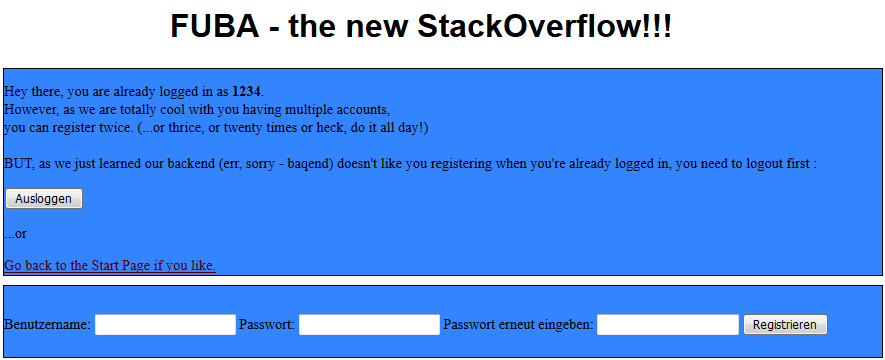 FUBA - the new StackOverflow!!!
Hey there, you are already logged in as 1234.
However, as we are totally cool with you having multiple accounts,
you can register twice. (...or thrice, or twenty times or heck, do it all day!)
BUT, as we just learned our backend (err, sorry - baqend) doesn't like you registering when you're already logged in, you need to logout first :
Ausloggen
...or
Go back to the Start Page if you like.
Benutzername: Passwort: Passwort erneut eingeben: Registrieren